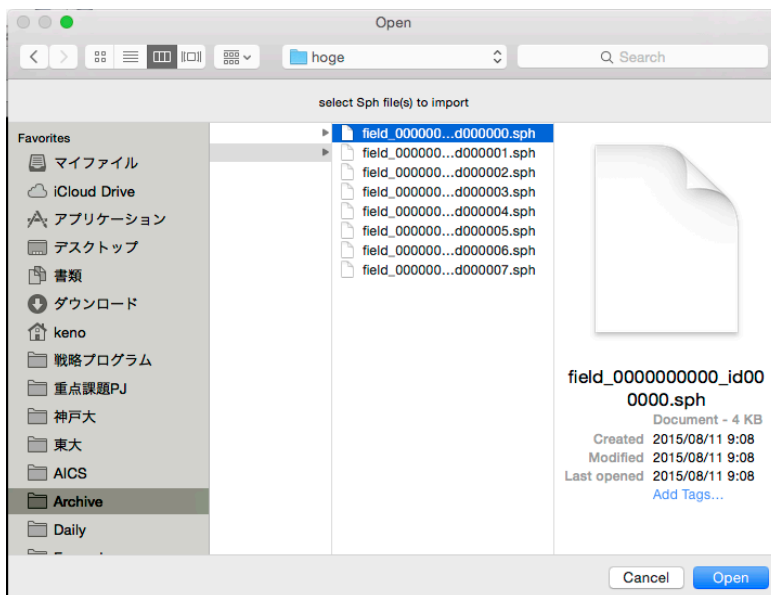 Open
hoge
Search
select Sph file(s) to import
Favorites
マイファイル
iCloud Drive
アプリケーション
デスクトップ
書類
ダウンロード
keno
戦略プログラム
重点課題PJ
神戸大
東大
AICS
Archive
Daily
field_000000...d000000.sph
field_000000...d000001.sph
field_000000...d000002.sph
field_000000...d000003.sph
field_000000...d000004.sph
field_000000...d000005.sph
field_000000...d000006.sph
field_000000...d000007.sph
field_0000000000_id00
0000.sph
Document - 4 KB
Created 2015/08/11 9:08
Modified 2015/08/11 9:08
Last opened 2015/08/11 9:08
Add Tags...
Cancel
Open